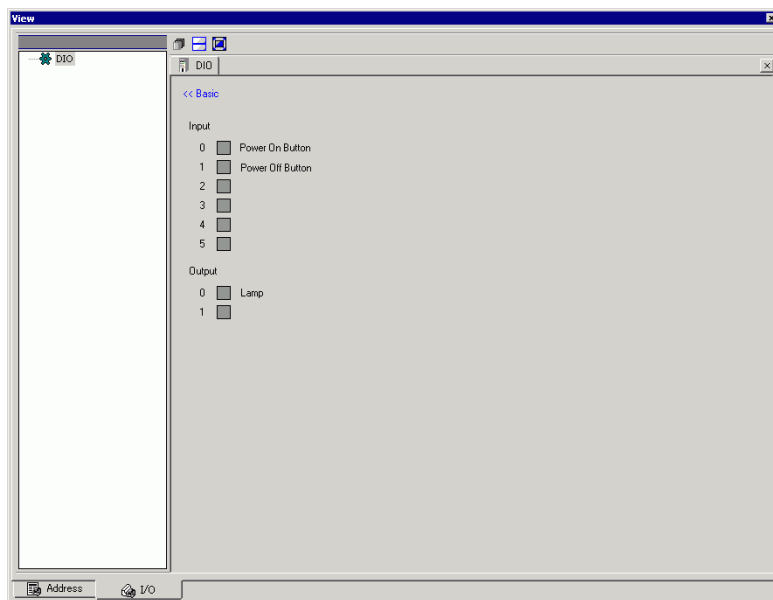 View
DIO
DIO
<< Basic
Input
0 Power On Button
1 Power Off Button
2
3
4
5
Output
0 Lamp
1
Address I/O